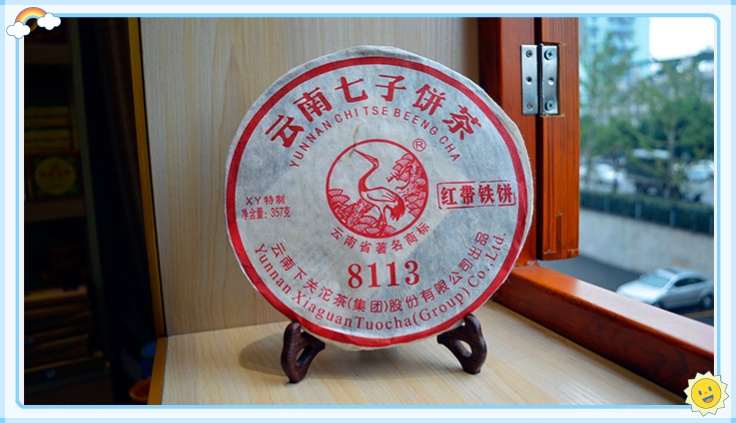 云南七子饼茶
YUNNAN CHI TSE BEENG CHA
®
XY特制
净含量：357克
红带铁饼
云南省著名商标
8113
云南下关沱茶(集团)股份有限公司出品
Yunnan XiaguanTuocha(Group)Co.,Ltd.